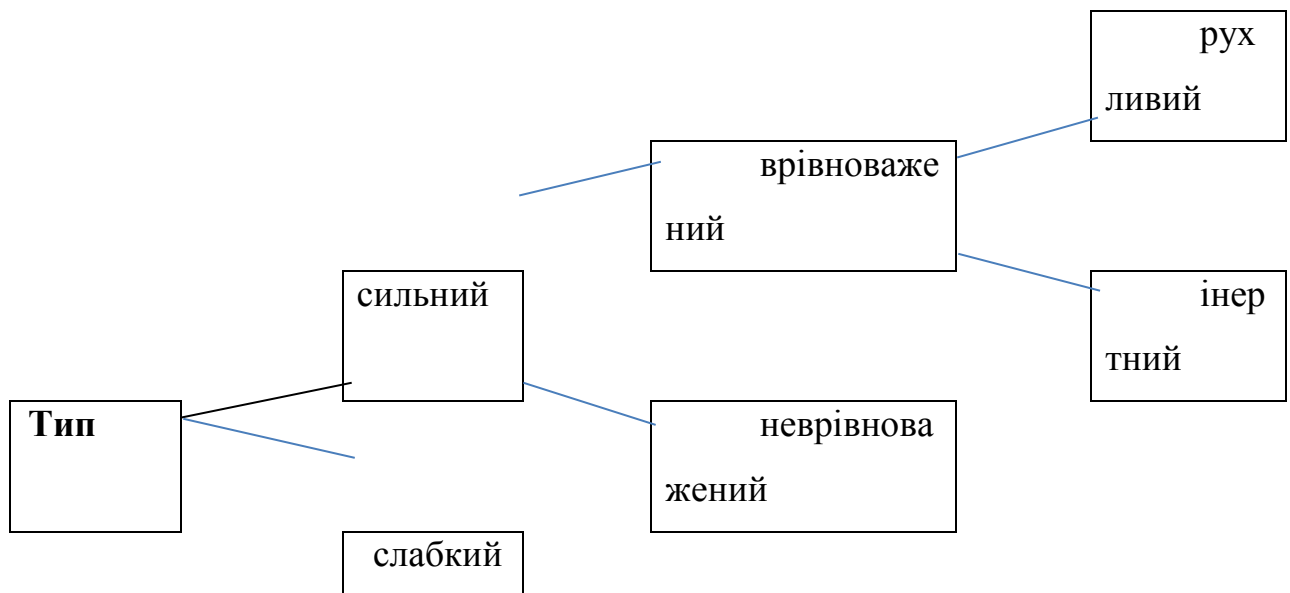 Тип
сильний
слабкий
врівноваже
ний
неврівнова
жений
рух
ливий
інер
тний